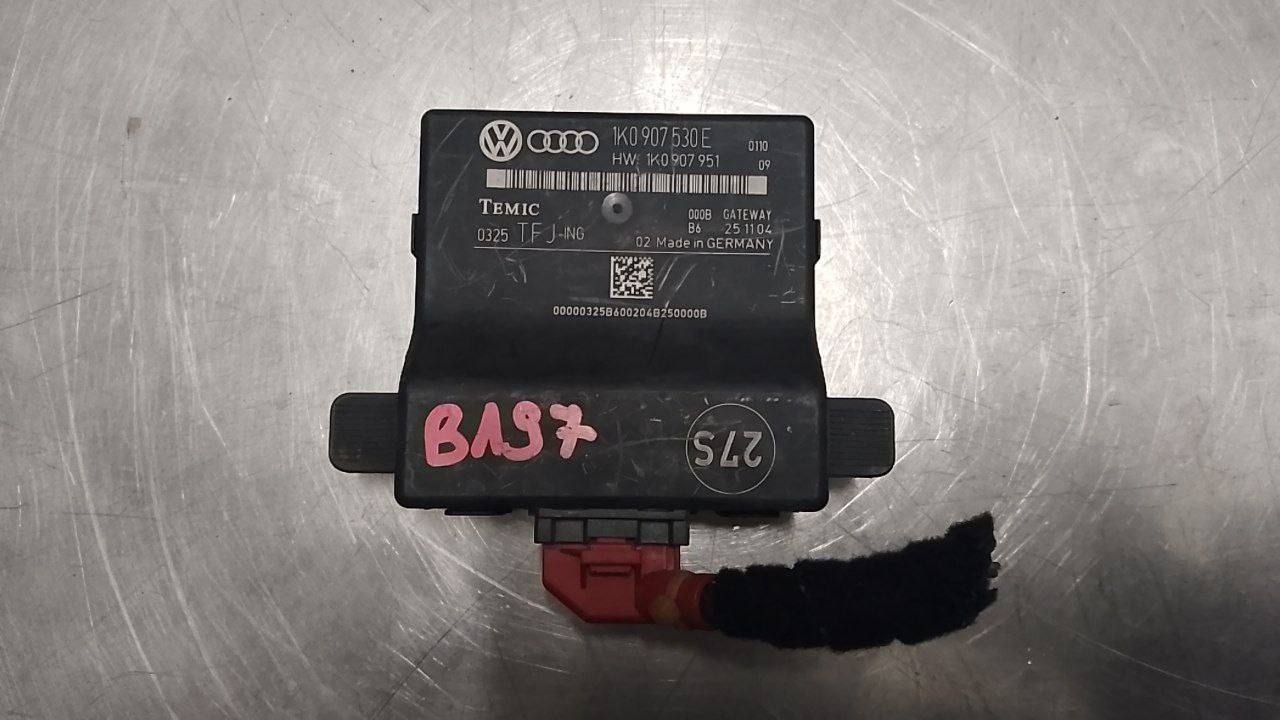 1K0 907 530 E 0110
HW: 1K0 907 951 09
TEMIC 000B GATEWAY
B6 25 11 04
0325 TFJ-ING 02 Made in GERMANY
00000325B600204B250000B
B197
27S